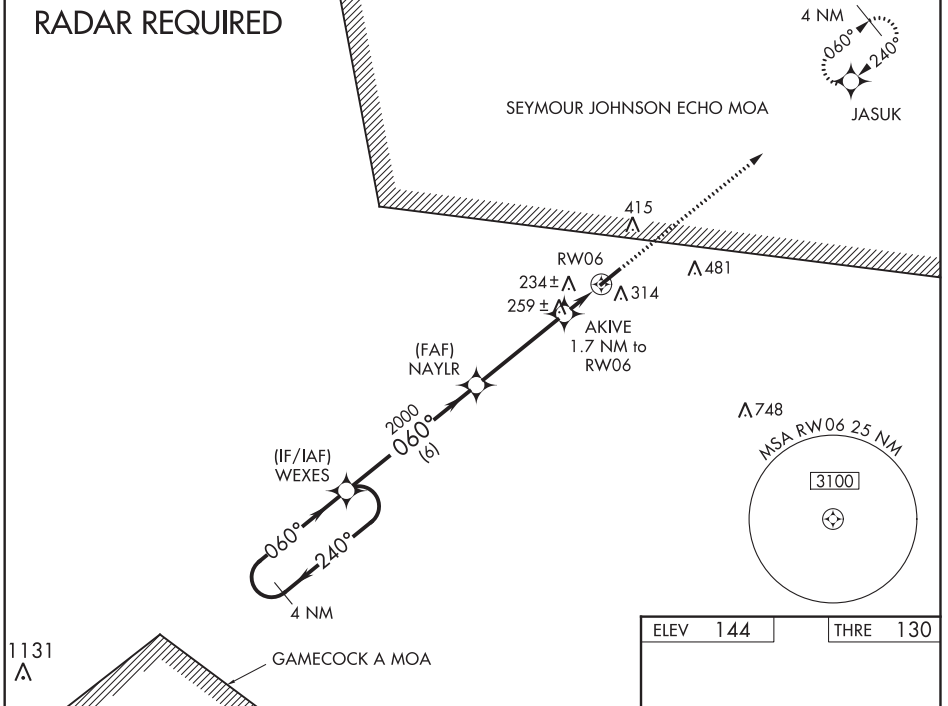 RADAR REQUIRED
4 NM
060°
240°
JASUK
SEYMOUR JOHNSON ECHO MOA
415
RW06
481
234±
314
259 ±
AKIVE
1.7 NM to
RW06
(FAF)
NAYLR
2000
060°
(6)
748
MSA RW06 25 NM
3100
(IF/IAF)
WEXES
060°
240°
4 NM
ELEV 144
THRE 130
1131
GAMECOCK A MOA